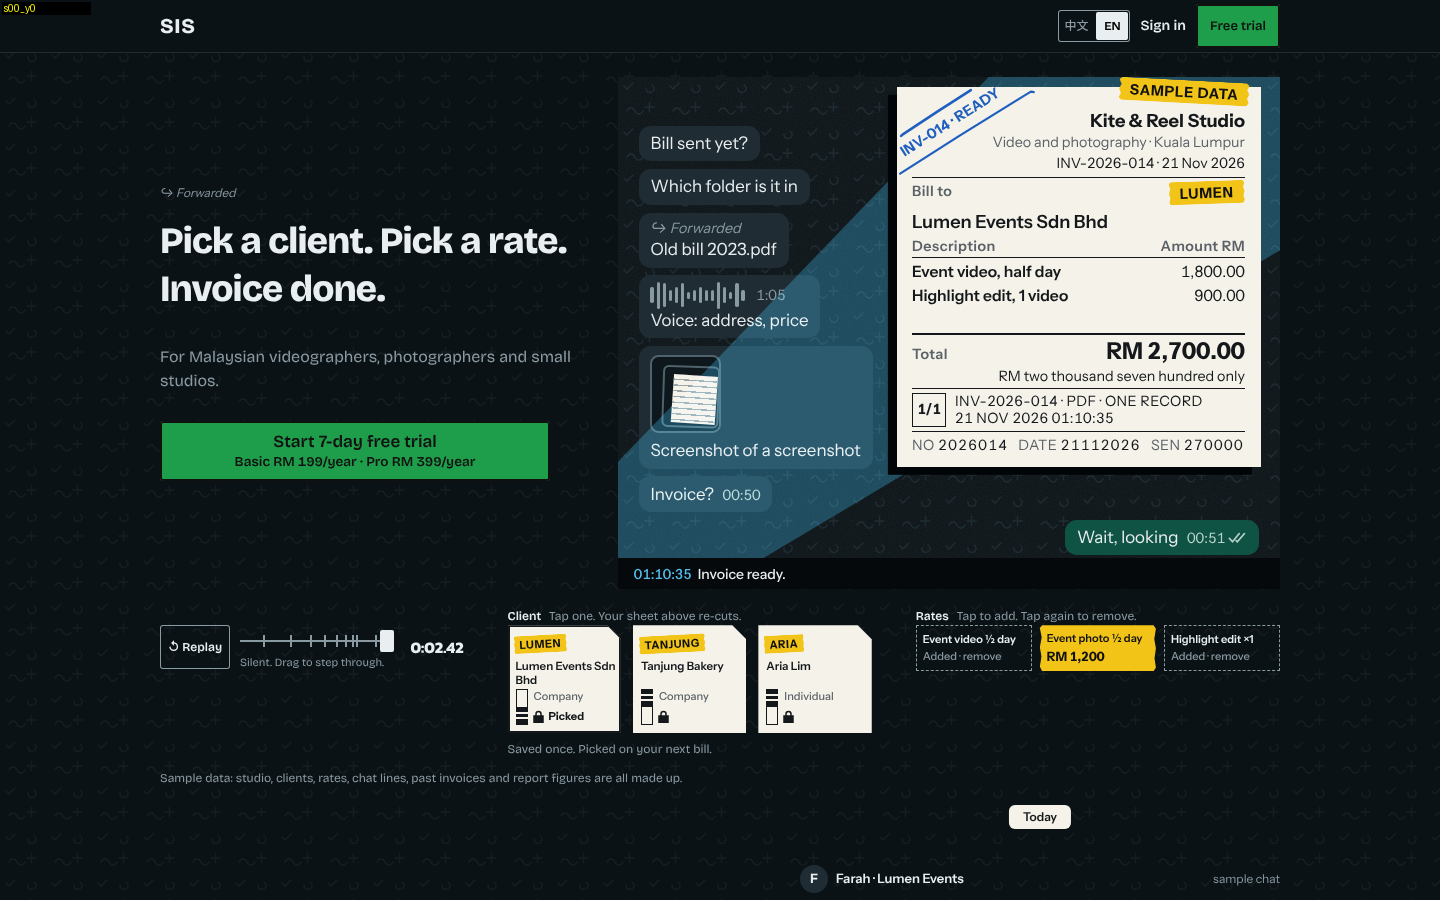 s00_y0
SIS
中文 EN Sign in Free trial
↪ Forwarded
Pick a client. Pick a rate.
Invoice done.
For Malaysian videographers, photographers and small
studios.
Start 7-day free trial
Basic RM 199/year · Pro RM 399/year
Bill sent yet?
Which folder is it in
↪ Forwarded
Old bill 2023.pdf
1:05
Voice: address, price
Screenshot of a screenshot
Invoice? 00:50
INV-014 · READY
SAMPLE DATA
Kite & Reel Studio
Video and photography · Kuala Lumpur
INV-2026-014 · 21 Nov 2026
Bill to
LUMEN
Lumen Events Sdn Bhd
Description Amount RM
Event video, half day 1,800.00
Highlight edit, 1 video 900.00
Total RM 2,700.00
RM two thousand seven hundred only
1/1
INV-2026-014 · PDF · ONE RECORD
21 NOV 2026 01:10:35
NO 2026014 DATE 21112026 SEN 270000
Wait, looking 00:51
01:10:35 Invoice ready.
↺ Replay
Silent. Drag to step through.
0:02.42
Client Tap one. Your sheet above re-cuts.
LUMEN
Lumen Events Sdn
Bhd
Company
Picked
TANJUNG
Tanjung Bakery
Company
ARIA
Aria Lim
Individual
Saved once. Picked on your next bill.
Rates Tap to add. Tap again to remove.
Event video ½ day
Added · remove
Event photo ½ day
RM 1,200
Highlight edit ×1
Added · remove
Sample data: studio, clients, rates, chat lines, past invoices and report figures are all made up.
Today
F Farah · Lumen Events sample chat